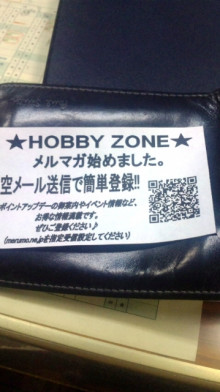 ★HOBBY ZONE★
メルマガ始めました。
空メール送信で簡単登録!!
ポイントアップデーの御案内やイベント情報など、
お得な情報満載です。
ぜひご登録ください♪
を指定受信設定してください)